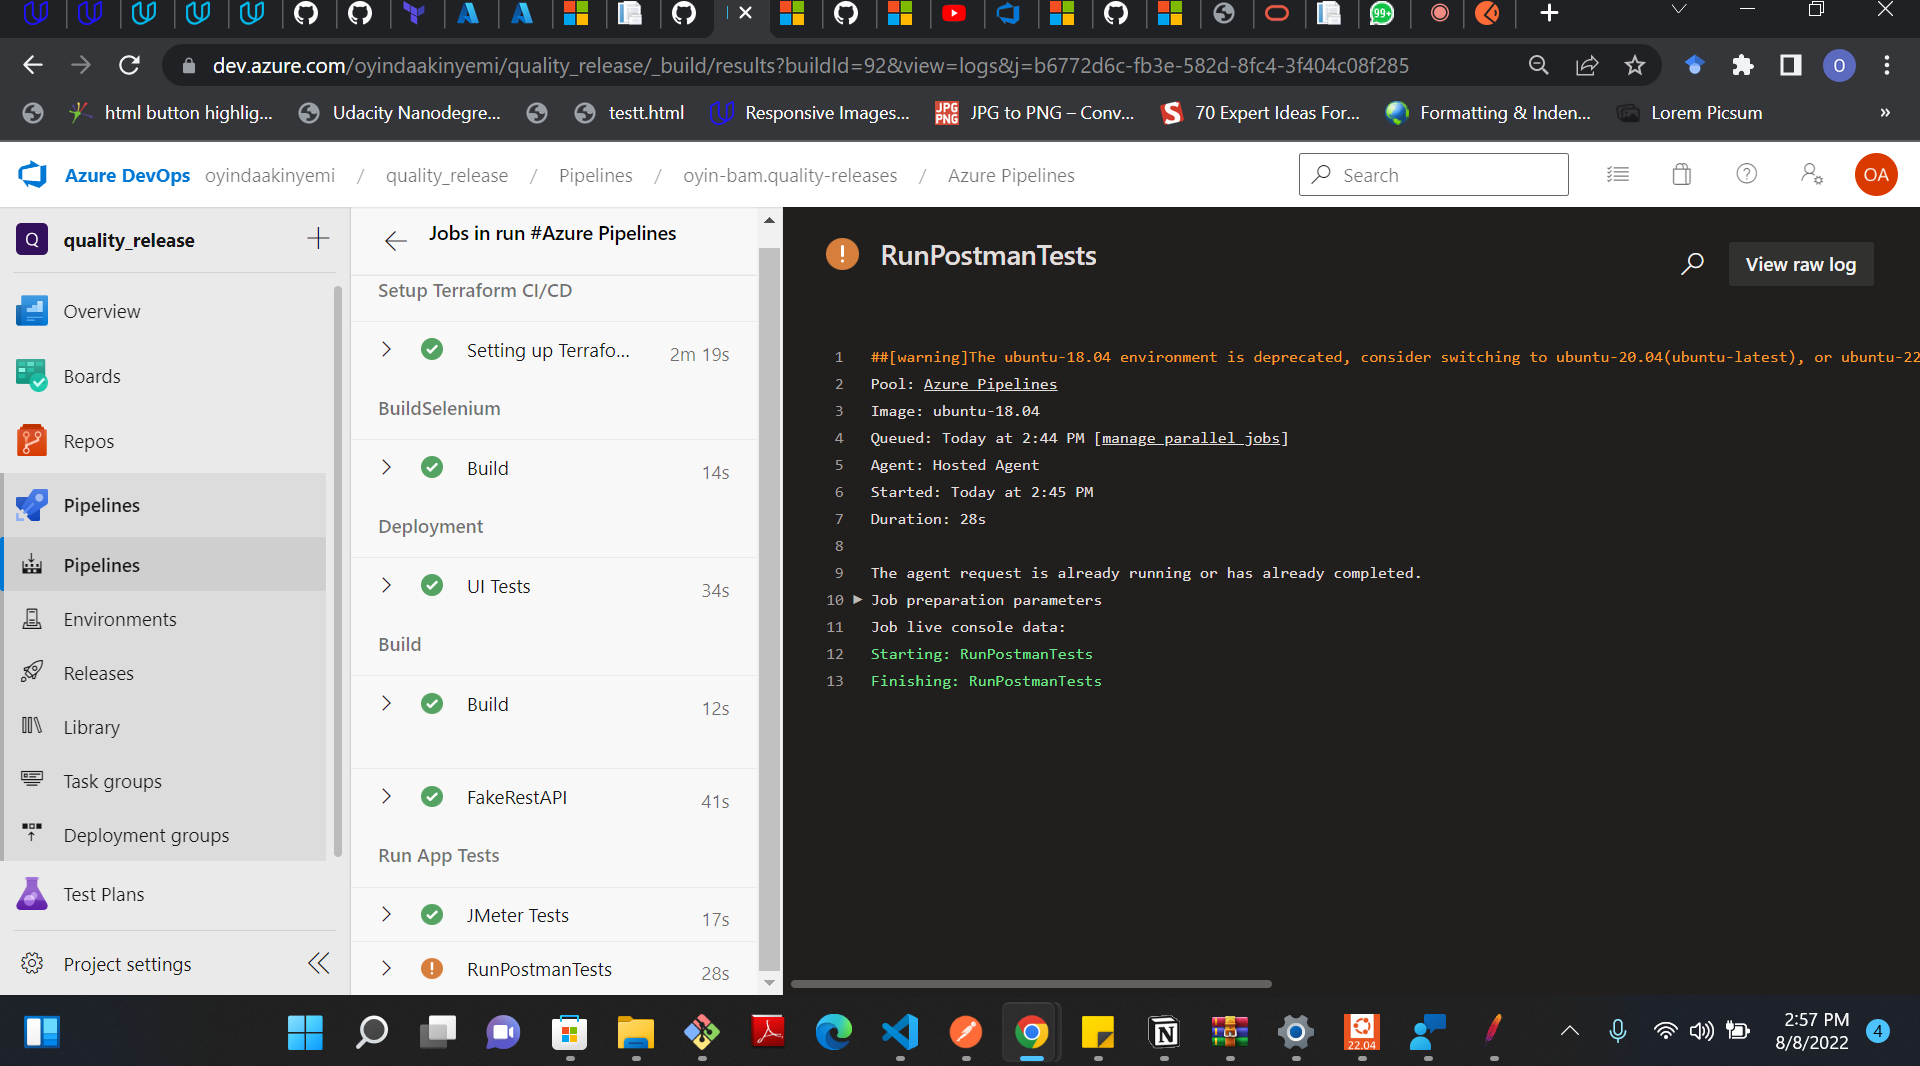 dev.azure.com/oyindaakinyemi/quality_release/_build/results?buildId=92&view=logs&j=b6772d6c-fb3e-582d-8fc4-3f404c08f285
99+
O
html button highlig...
Udacity Nanodegre...
testt.html
Responsive Images...
JPG PNG
JPG to PNG – Conv...
70 Expert Ideas For...
Formatting & Inden...
Lorem Picsum
»
Azure DevOps
oyindaakinyemi / quality_release / Pipelines / oyin-bam.quality-releases / Azure Pipelines
Search
OA
Q
quality_release
Overview
Boards
Repos
Pipelines
Pipelines
Environments
Releases
Library
Task groups
Deployment groups
Test Plans
Project settings
Jobs in run #Azure Pipelines
Setup Terraform CI/CD
Setting up Terrafo... 2m 19s
BuildSelenium
Build 14s
Deployment
UI Tests 34s
Build
Build 12s
FakeRestAPI 41s
Run App Tests
JMeter Tests 17s
RunPostmanTests 28s
RunPostmanTests
View raw log
1 ##[warning]The ubuntu-18.04 environment is deprecated, consider switching to ubuntu-20.04(ubuntu-latest), or ubuntu-22
2 Pool: Azure Pipelines
3 Image: ubuntu-18.04
4 Queued: Today at 2:44 PM [manage parallel jobs]
5 Agent: Hosted Agent
6 Started: Today at 2:45 PM
7 Duration: 28s
8
9 The agent request is already running or has already completed.
10 Job preparation parameters
11 Job live console data:
12 Starting: RunPostmanTests
13 Finishing: RunPostmanTests
22.04
2:57 PM
8/8/2022
4